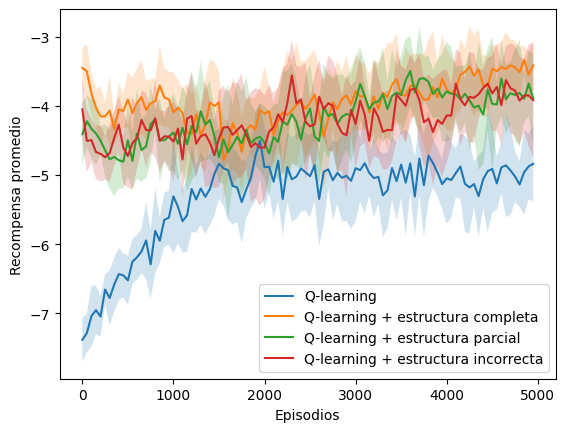 −3
−4
−5
−6
−7
Recompensa promedio
0
1000
2000
3000
4000
5000
Episodios
Q-learning
Q-learning + estructura completa
Q-learning + estructura parcial
Q-learning + estructura incorrecta